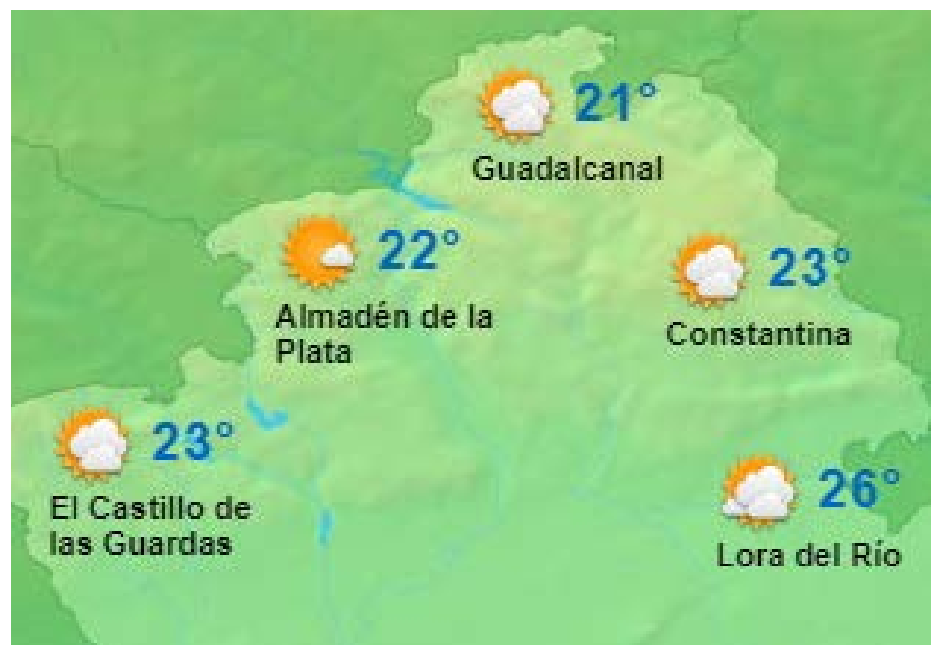 21°
Guadalcanal
22°
Almadén de la
Plata
23°
Constantina
23°
El Castillo de
las Guardas
26°
Lora del Río